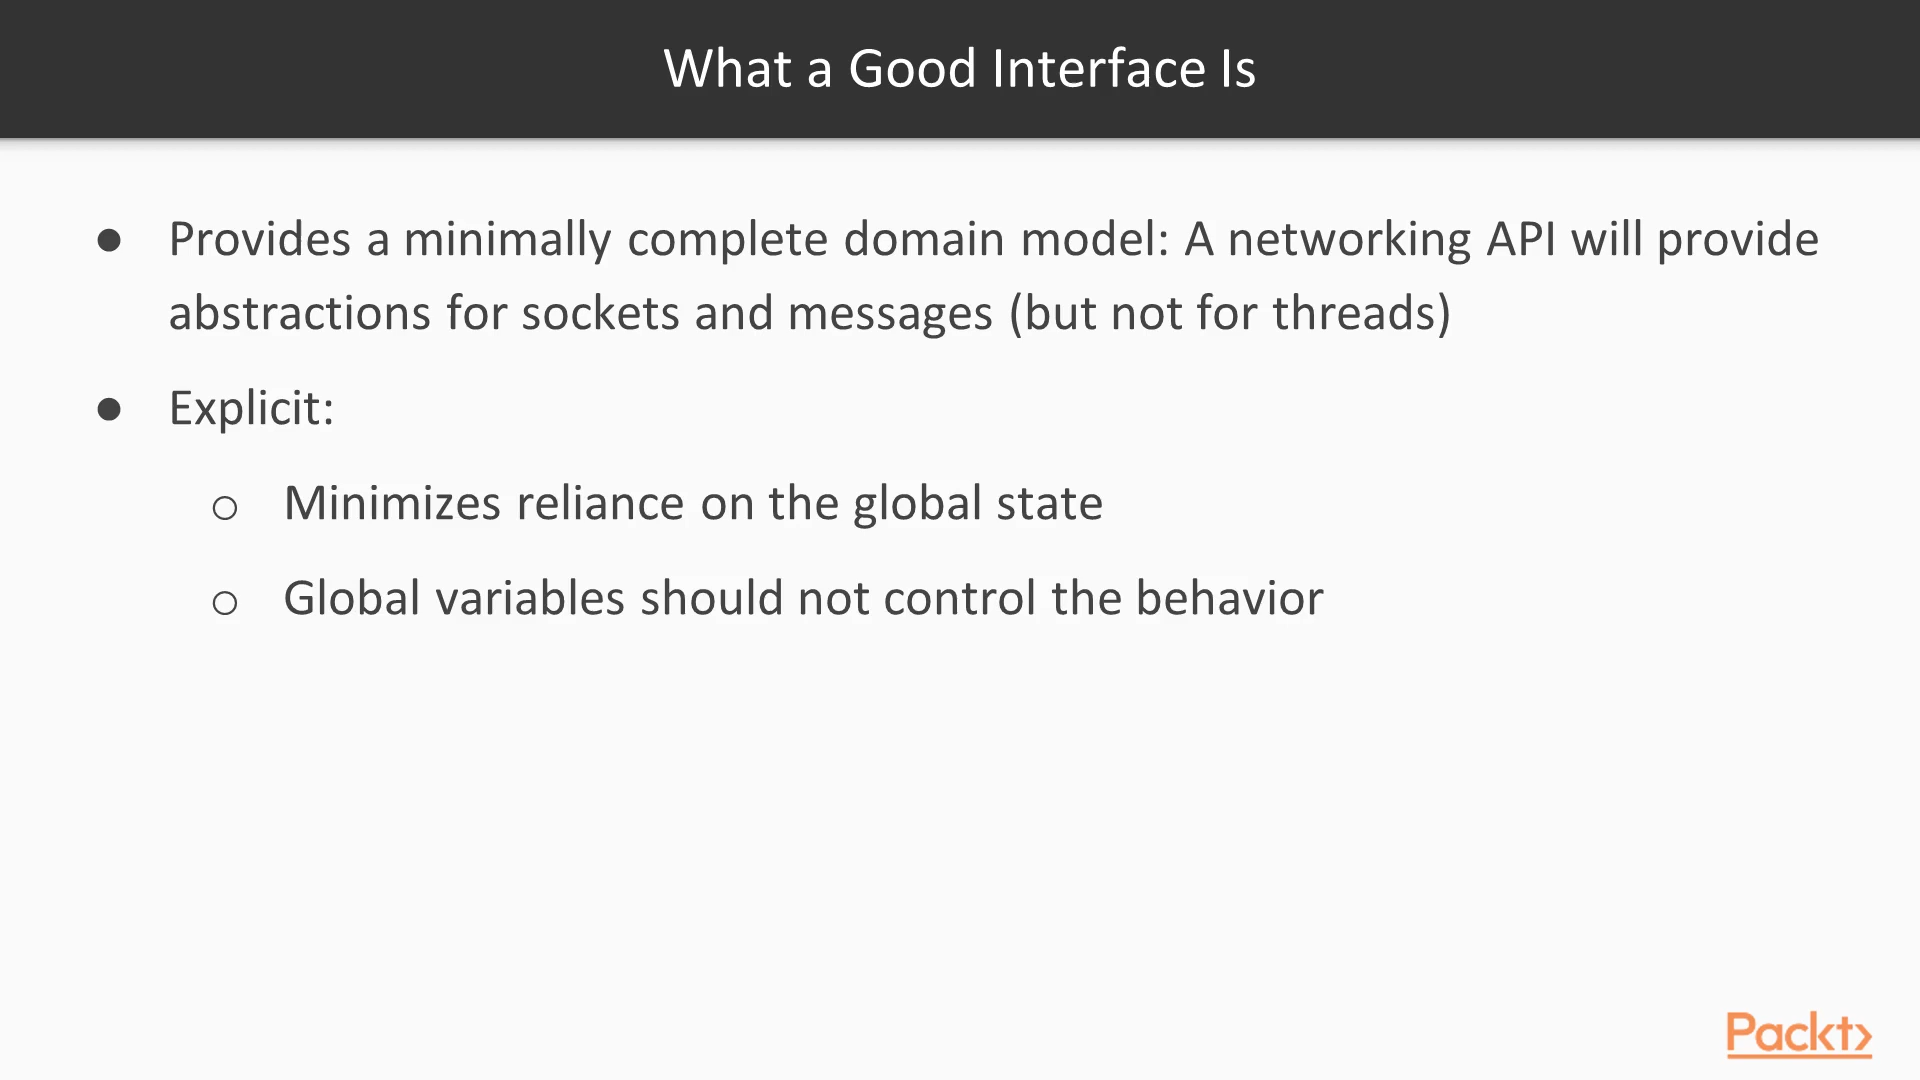 What a Good Interface Is
● Provides a minimally complete domain model: A networking API will provide
abstractions for sockets and messages (but not for threads)
● Explicit:
○ Minimizes reliance on the global state
○ Global variables should not control the behavior
Packt>